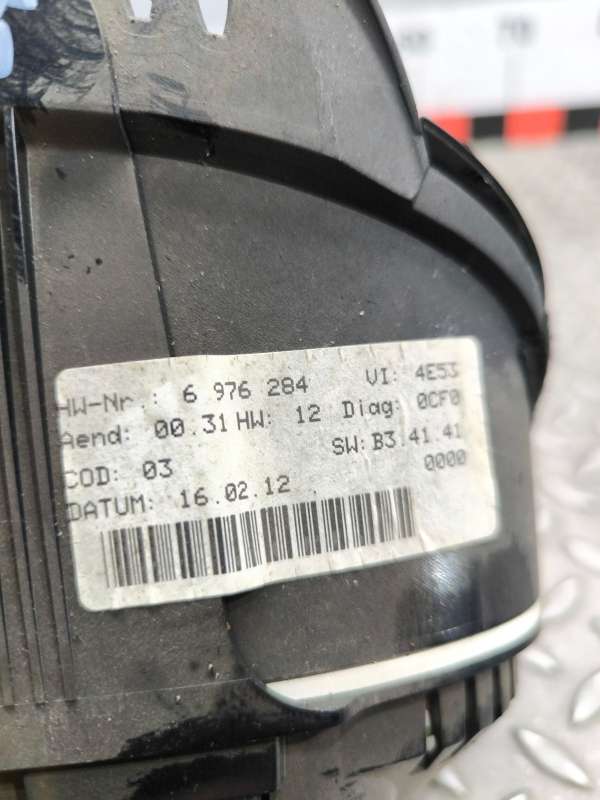 70
HW-Nr.: 6 976 284 VI: 4E53
Aend: 00.31 HW: 12 Diag: 0CF0
COD: 03 SW: B3.41.41
DATUM: 16.02.12 0000